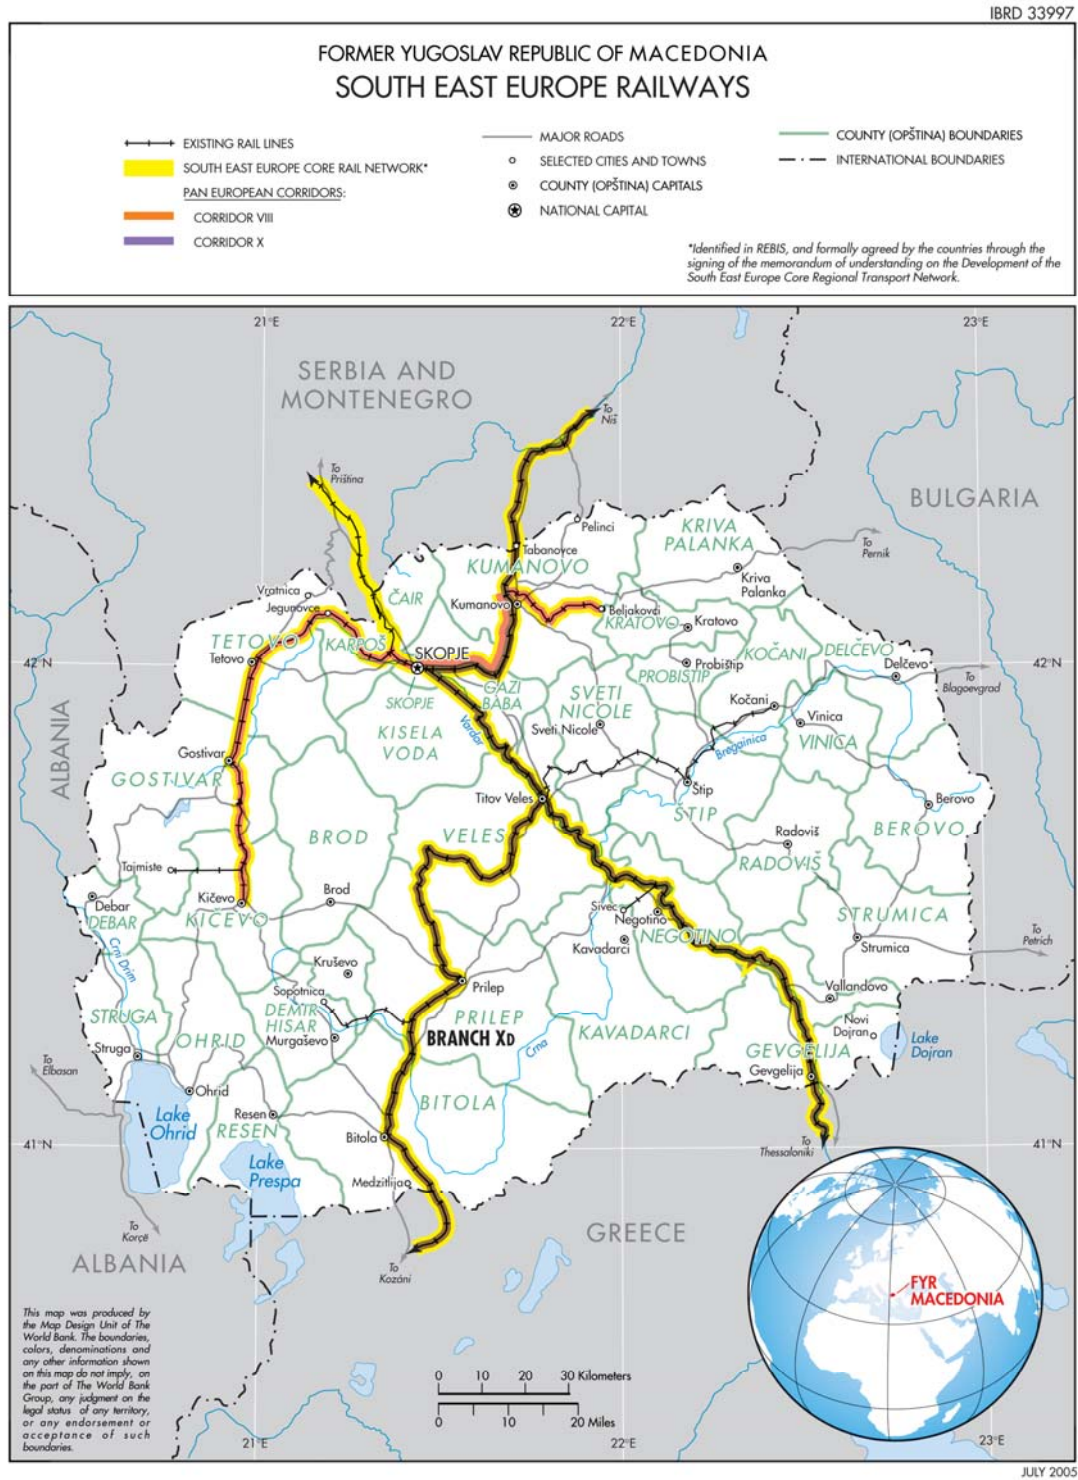 IBRD 33997
FORMER YUGOSLAV REPUBLIC OF MACEDONIA
SOUTH EAST EUROPE RAILWAYS
EXISTING RAIL LINES
SOUTH EAST EUROPE CORE RAIL NETWORK*
PAN EUROPEAN CORRIDORS:
CORRIDOR VIII
CORRIDOR X
MAJOR ROADS
SELECTED CITIES AND TOWNS
COUNTY (OPŠTINA) CAPITALS
NATIONAL CAPITAL
COUNTY (OPŠTINA) BOUNDARIES
INTERNATIONAL BOUNDARIES
*Identified in REBIS, and formally agreed by the countries through the
signing of the memorandum of understanding on the Development of the
South East Europe Core Regional Transport Network.
21°E
22°E
23°E
SERBIA AND
MONTENEGRO
To
Niš
To
Priština
BULGARIA
Pelinci
KRIVA
PALANKA
To
Pernik
Tabanovce
KUMANOVO
Kriva
Palanka
Vratnica
Jegunovce
ČAIR
Kumanovo
Beljakovci
KRATOVO
Kratovo
TETOVO
KARPOŠ
SKOPJE
KOČANI
DELČEVO
42°N
Tetovo
Probištip
PROBIŠTIP
Delčevo
42°N
To
Blagoevgrad
SKOPJE
GAZI
BABA
SVETI
NICOLE
Kočani
Vinica
ALBANIA
KISELA
VODA
Vardar
Sveti Nicole
Bregainica
VINICA
Gostivar
GOSTIVAR
Štip
Titov Veles
ŠTIP
Berovo
BROD
VELES
Radoviš
BEROVO
RADOVIŠ
Tajmiste
Kičevo
KIČEVO
Brod
Debar
DEBAR
Sivec
Negotino
NEGOTINO
STRUMICA
To
Petrich
Crni Drim
Kavadarci
Strumica
Kruševo
Sopotnica
Prilep
Vallandovo
STRUGA
DEMIR
HISAR
PRILEP
BRANCH XD
KAVADARCI
Novi
Dojran
Lake
Dojran
OHRID
Murgaševo
Crna
GEVGELIJA
Gevgelija
Struga
To
Elbasan
Ohrid
BITOLA
Lake
Ohrid
Resen
RESEN
Bitola
41°N
To
Thessaloniki
41°N
Lake
Prespa
Medzitlija
To
Korçë
GREECE
ALBANIA
To
Kozáni
FYR
MACEDONIA
This map was produced by
the Map Design Unit of The
World Bank. The boundaries,
colors, denominations and
any other information shown
on this map do not imply, on
the part of The World Bank
Group, any judgment on the
legal status of any territory,
or any endorsement or
acceptance of such
boundaries.
0 10 20 30 Kilometers
0 10 20 Miles
21°E
22°E
23°E
JULY 2005